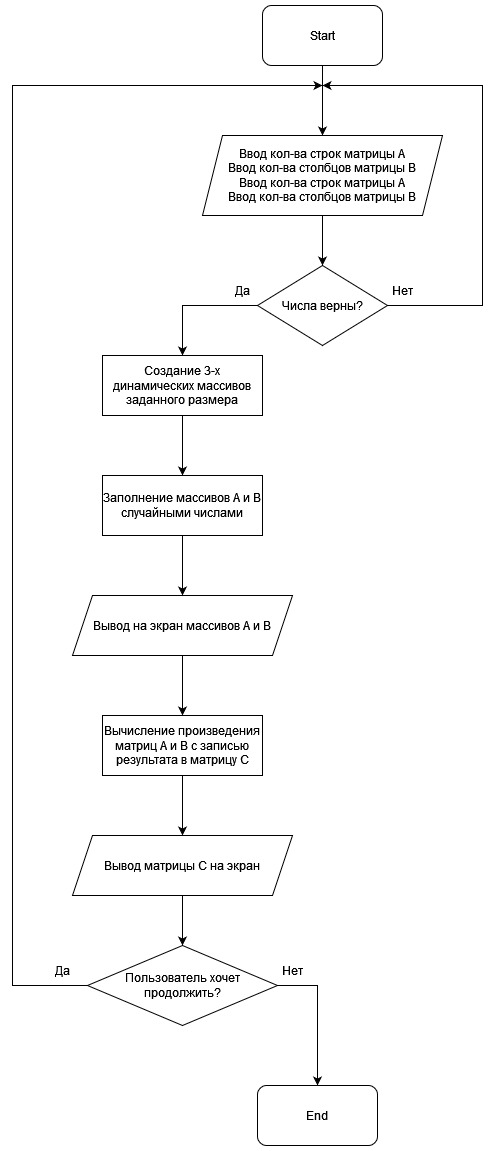 Start
Ввод кол-ва строк матрицы А
Ввод кол-ва столбцов матрицы В
Ввод кол-ва строк матрицы А
Ввод кол-ва столбцов матрицы В
Числа верны?
Да
Нет
Создание 3-х
динамических массивов
заданного размера
Заполнение массивов А и В
случайными числами
Вывод на экран массивов А и В
Вычисление произведения
матриц А и В с записью
результата в матрицу С
Вывод матрицы С на экран
Пользователь хочет
продолжить?
Да
Нет
End